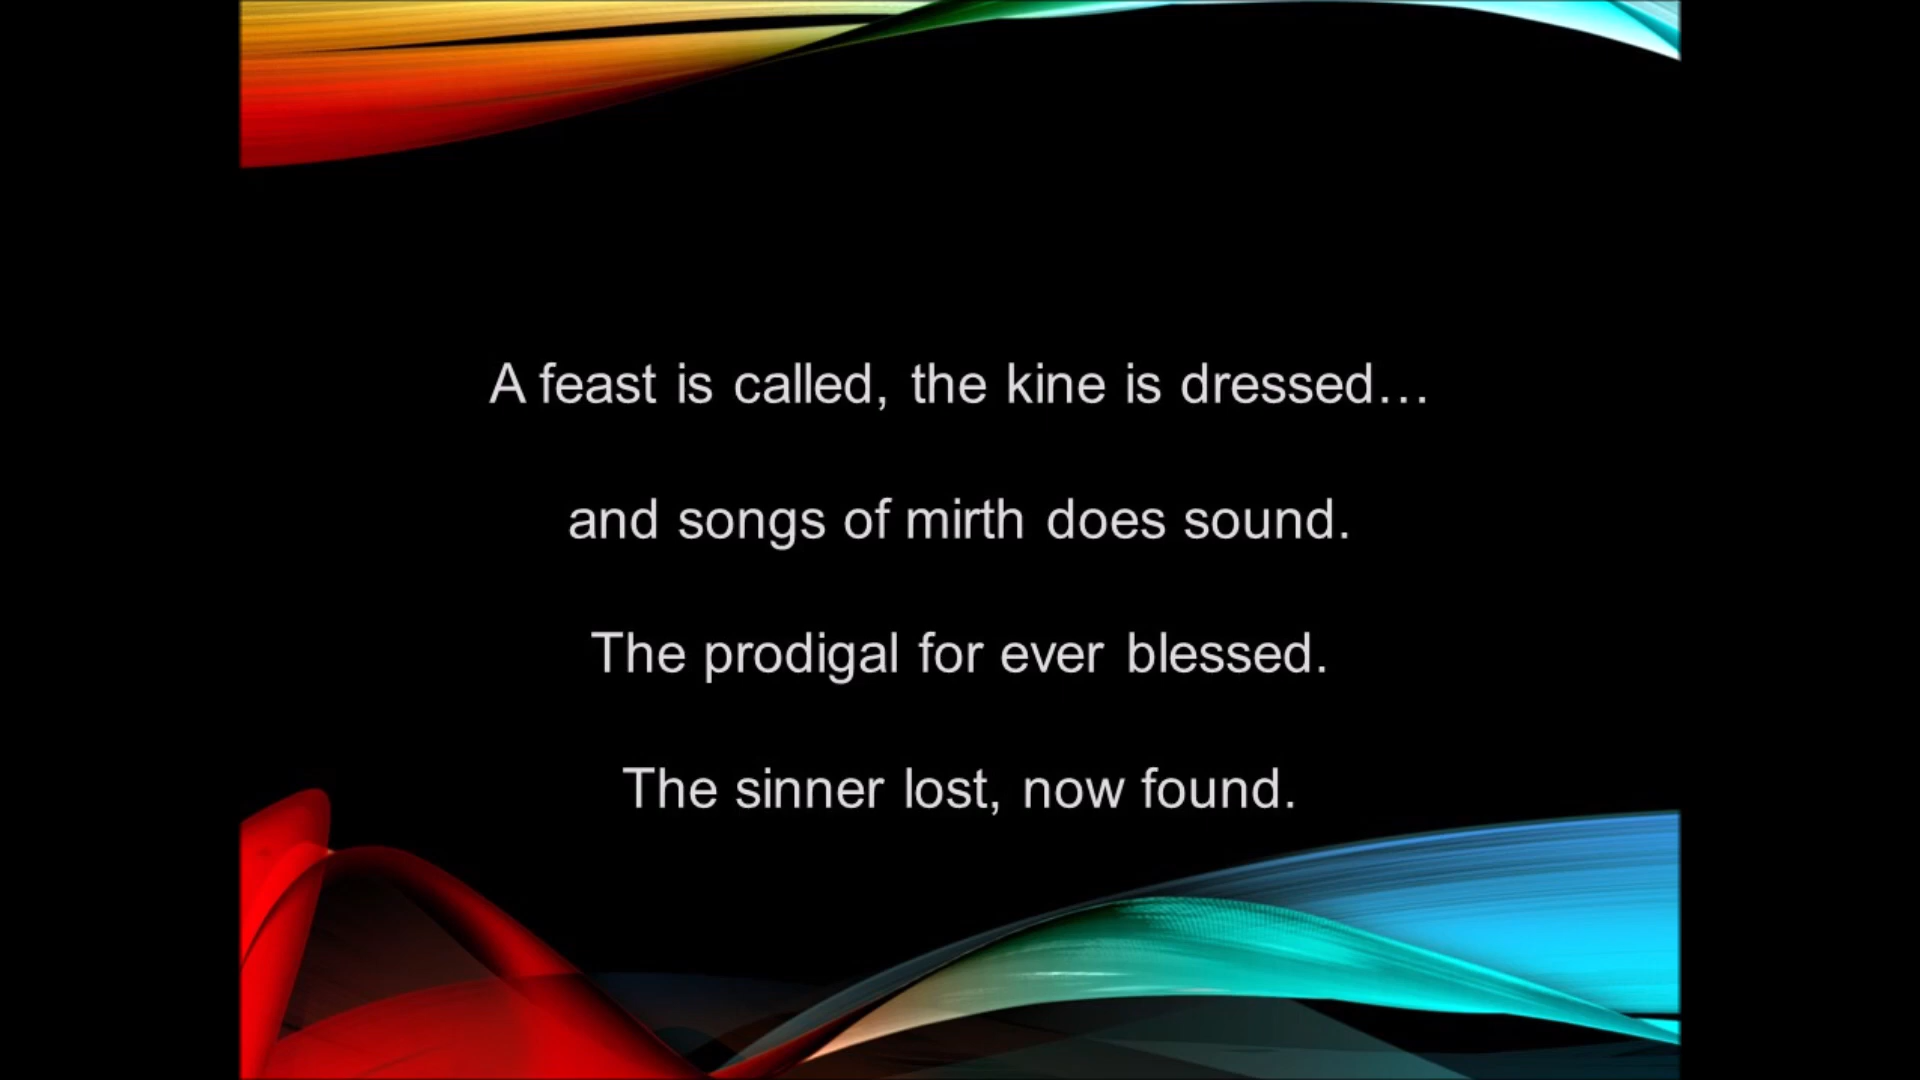 A feast is called, the kine is dressed…
and songs of mirth does sound.
The prodigal for ever blessed.
The sinner lost, now found.